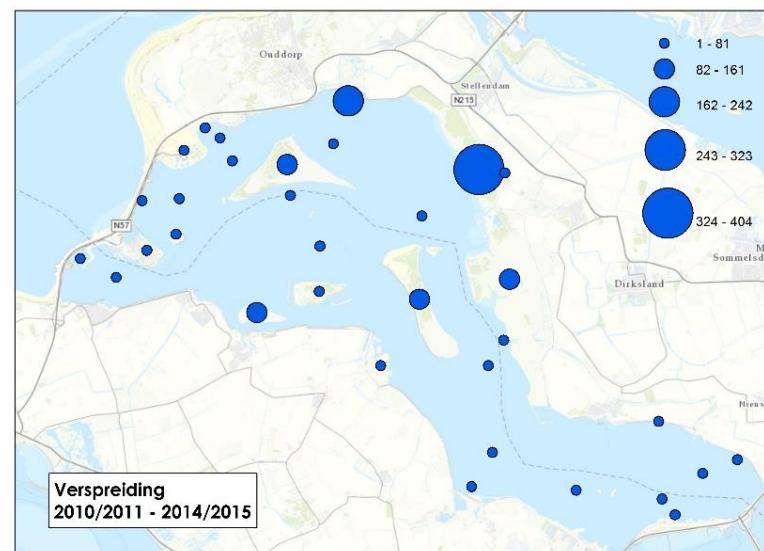 Ouddorp
1 - 81
82 - 161
Stellendam
N215
162 - 242
243 - 323
324 - 404
N57
Sommelsd
Dirksland
Nieuw
Verspreiding
2010/2011 - 2014/2015